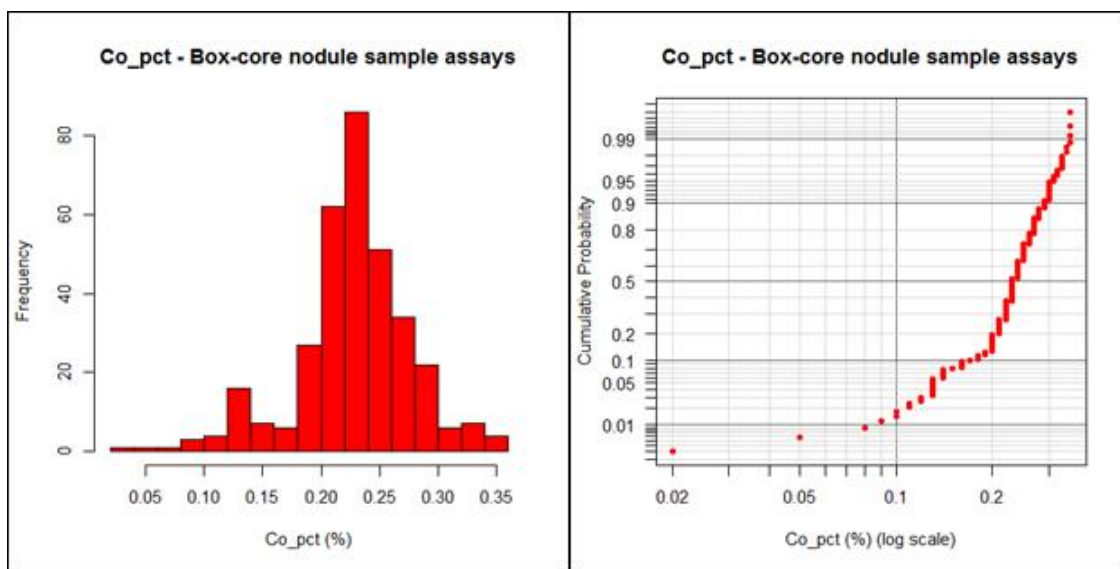 Co_pct - Box-core nodule sample assays
Frequency
80
60
40
20
0
0.05 0.10 0.15 0.20 0.25 0.30 0.35
Co_pct (%)
Co_pct - Box-core nodule sample assays
Cumulative Probability
0.99
0.95
0.9
0.8
0.5
0.2
0.1
0.05
0.01
0.02 0.05 0.1 0.2
Co_pct (%) (log scale)